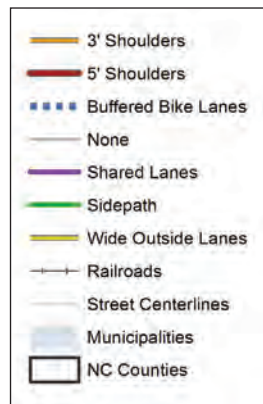 3' Shoulders
5' Shoulders
Buffered Bike Lanes
None
Shared Lanes
Sidepath
Wide Outside Lanes
Railroads
Street Centerlines
Municipalities
NC Counties